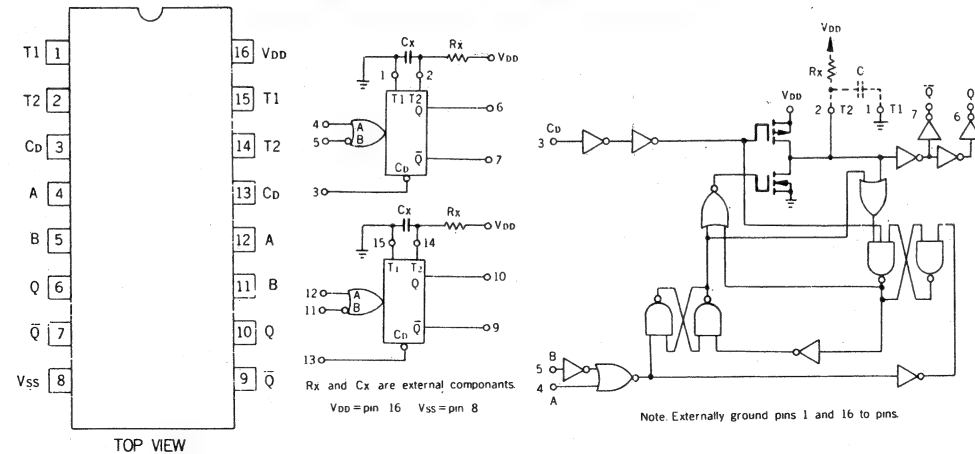 T1 1
16 VDD
T2 2
15 T1
CD 3
14 T2
A 4
13 CD
B 5
12 A
Q 6
11 B
Q̅ 7
10 Q
VSS 8
9 Q̅
TOP VIEW
Cx Rx VDD
1 2
T1 T2
Q 6
4 A
5 B
Q̅ 7
CD
3
Cx Rx VDD
15 14
T1 T2
Q 10
12 A
11 B
Q̅ 9
CD
13
Rx and Cx are external componants.
VDD = pin 16 VSS = pin 8
VDD
Rx C
2 T2 1 T1
Q̅ Q
7 6
VDD
CD
3
B
5
4
A
Note. Externally ground pins 1 and 16 to pins.